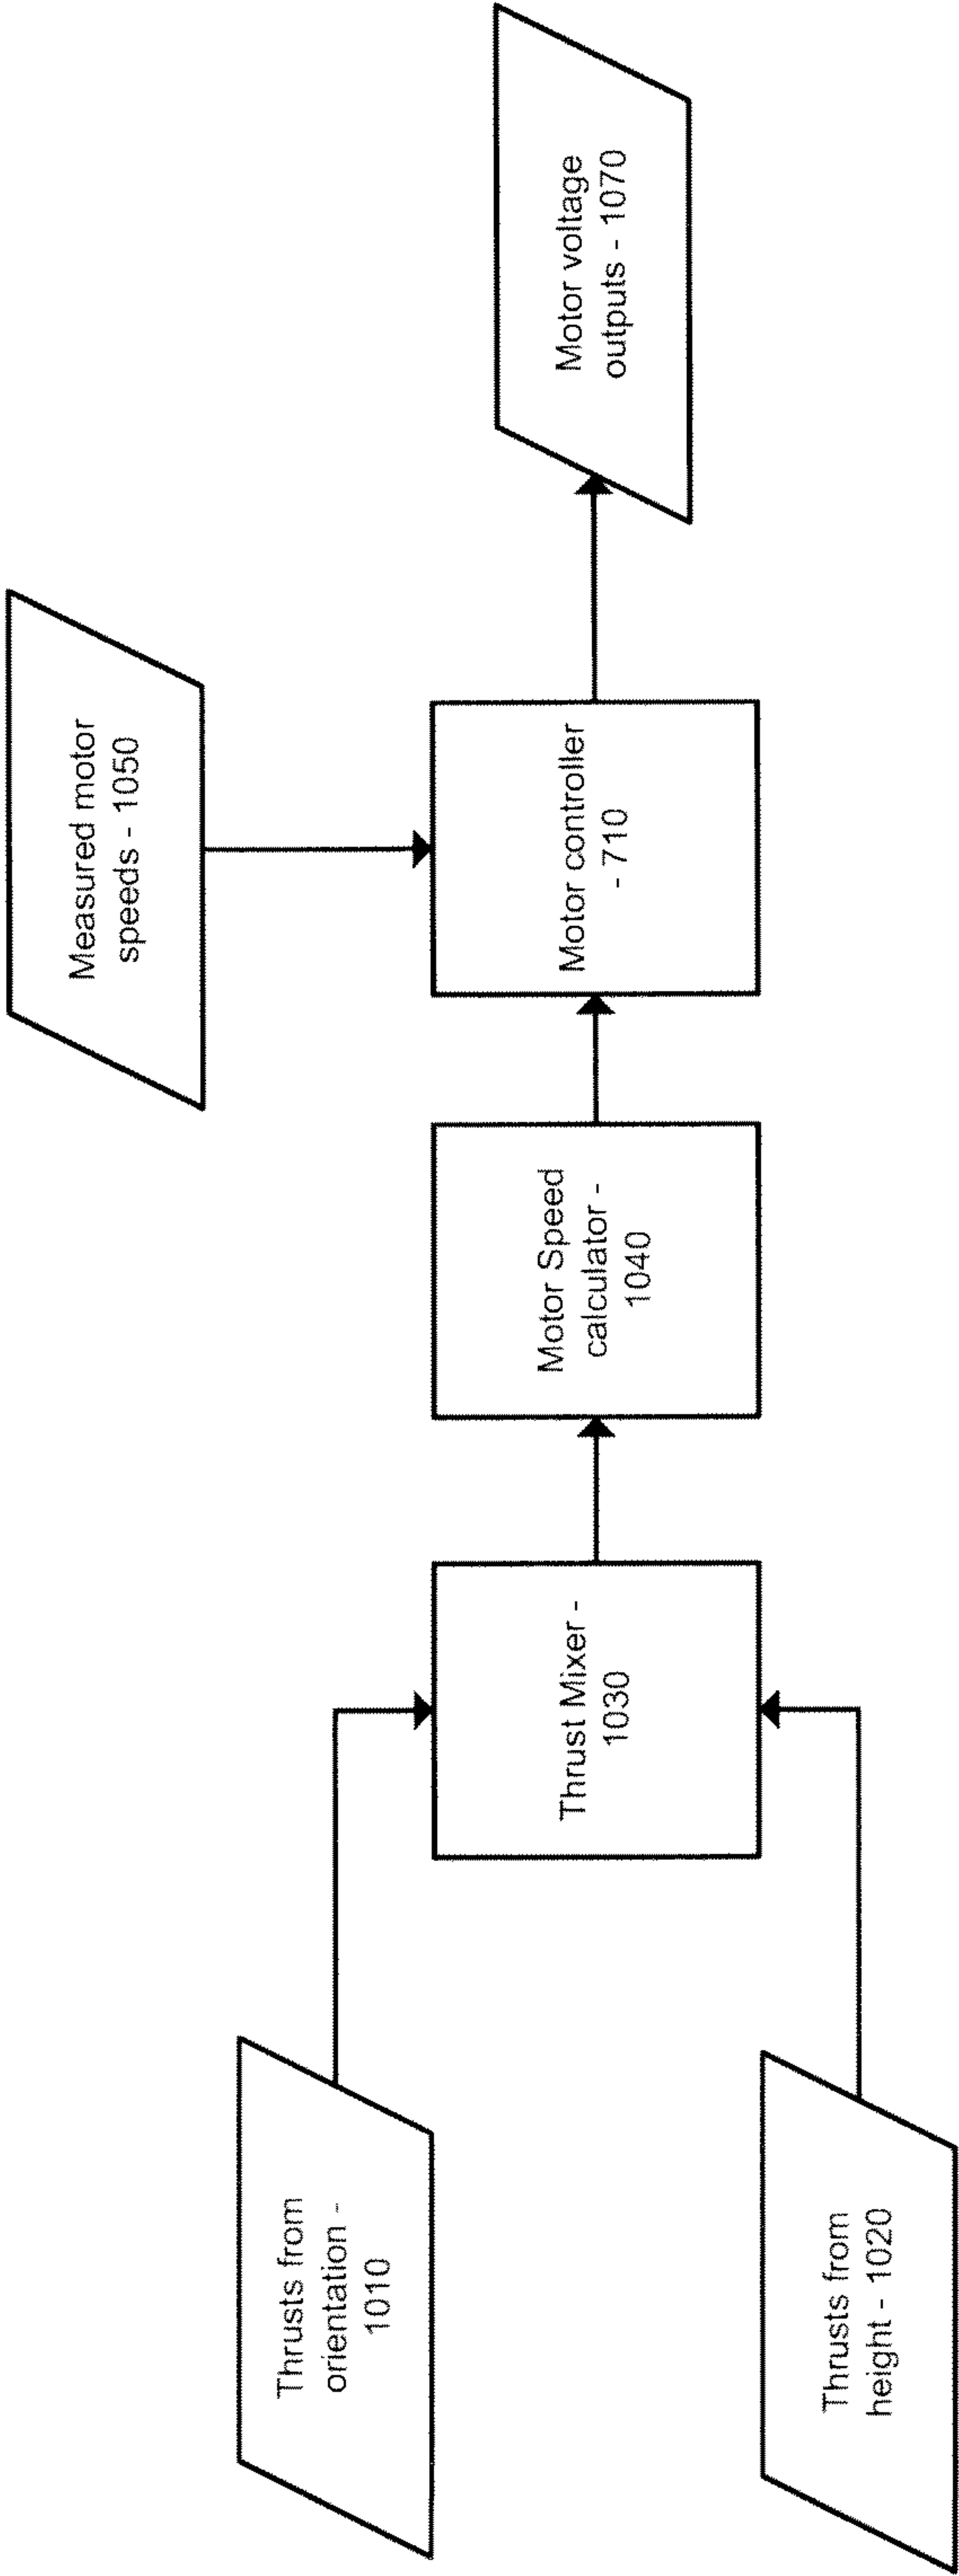 Thrusts from
orientation -
1010
Thrusts from
height - 1020
Thrust Mixer -
1030
Motor Speed
calculator -
1040
Measured motor
speeds - 1050
Motor controller
- 710
Motor voltage
outputs - 1070